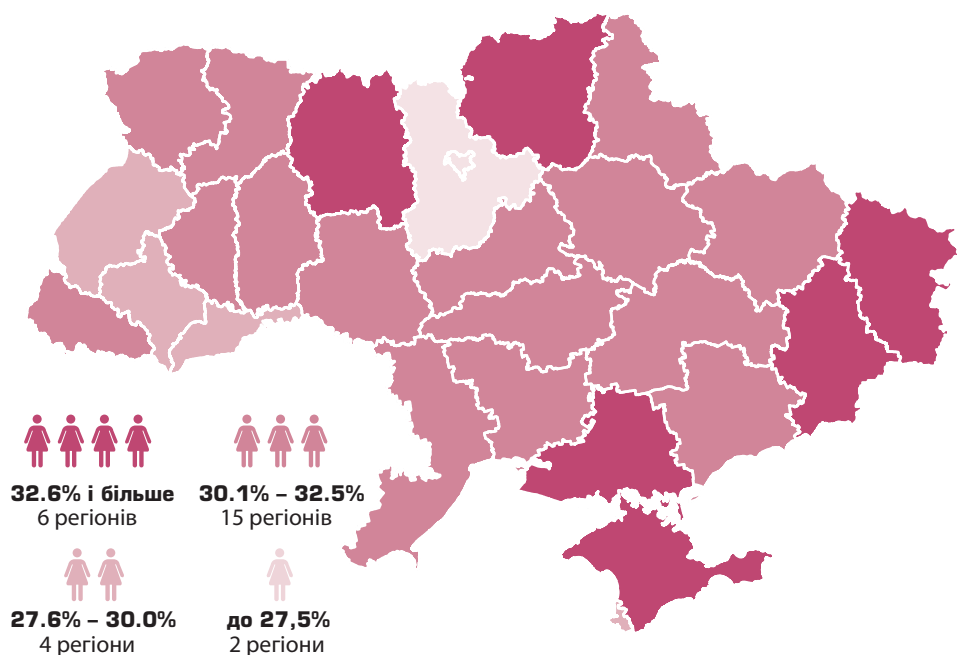 32.6% і більше
6 регіонів
30.1% – 32.5%
15 регіонів
27.6% – 30.0%
4 регіони
до 27,5%
2 регіони